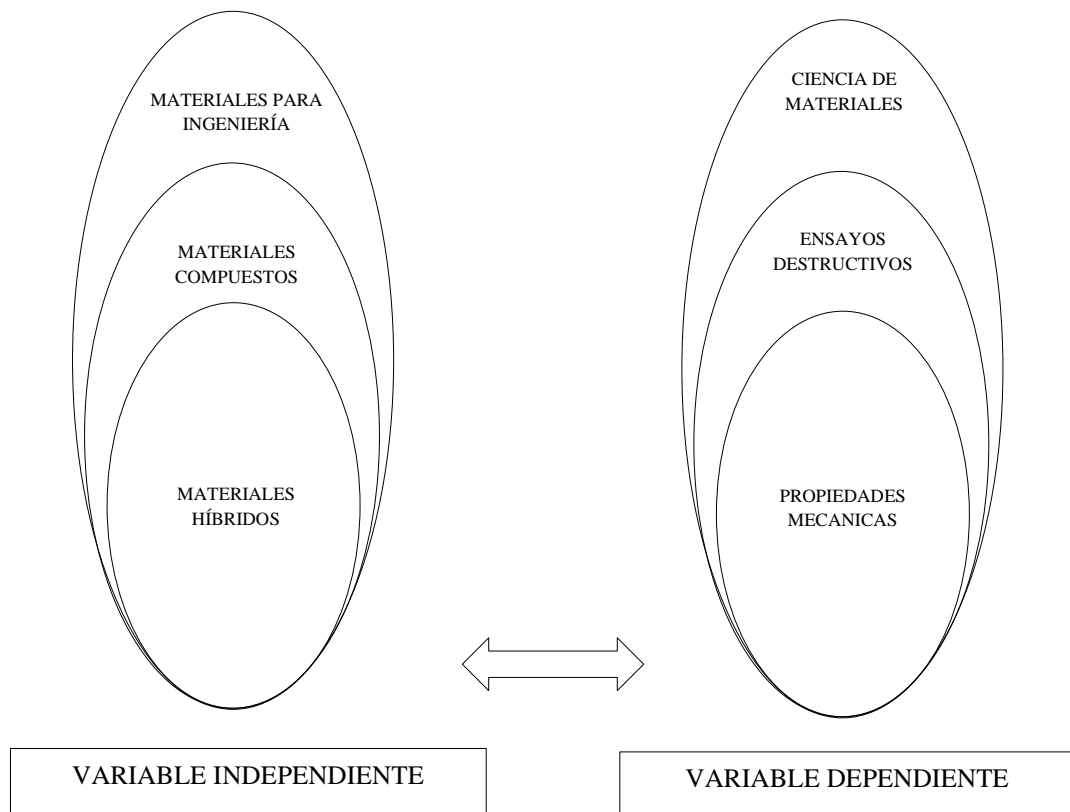 MATERIALES PARA
INGENIERÍA
MATERIALES
COMPUESTOS
MATERIALES
HÍBRIDOS
VARIABLE INDEPENDIENTE
CIENCIA DE
MATERIALES
ENSAYOS
DESTRUCTIVOS
PROPIEDADES
MECANICAS
VARIABLE DEPENDIENTE